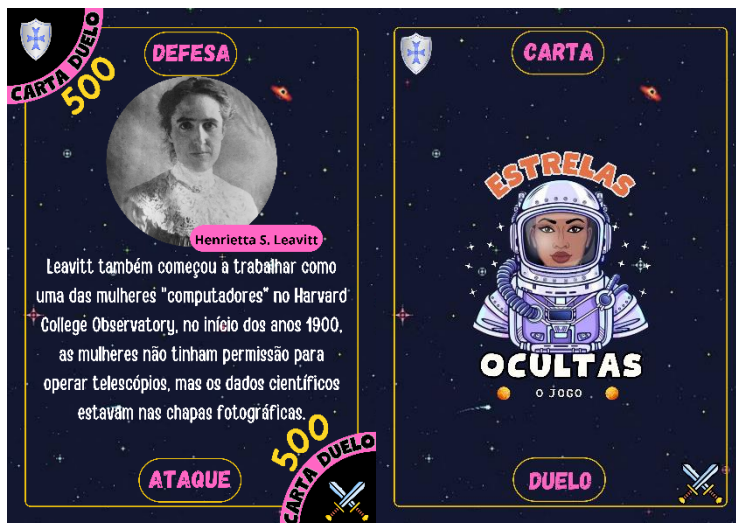 CARTA DUELO
500
DEFESA
Henrietta S. Leavitt
Leavitt também começou a trabalhar como
uma das mulheres "computadores" no Harvard
College Observatory, no início dos anos 1900,
as mulheres não tinham permissão para
operar telescópios, mas os dados científicos
estavam nas chapas fotográficas.
500
CARTA DUELO
ATAQUE
CARTA
ESTRELAS
OCULTAS
O JOGO
DUELO